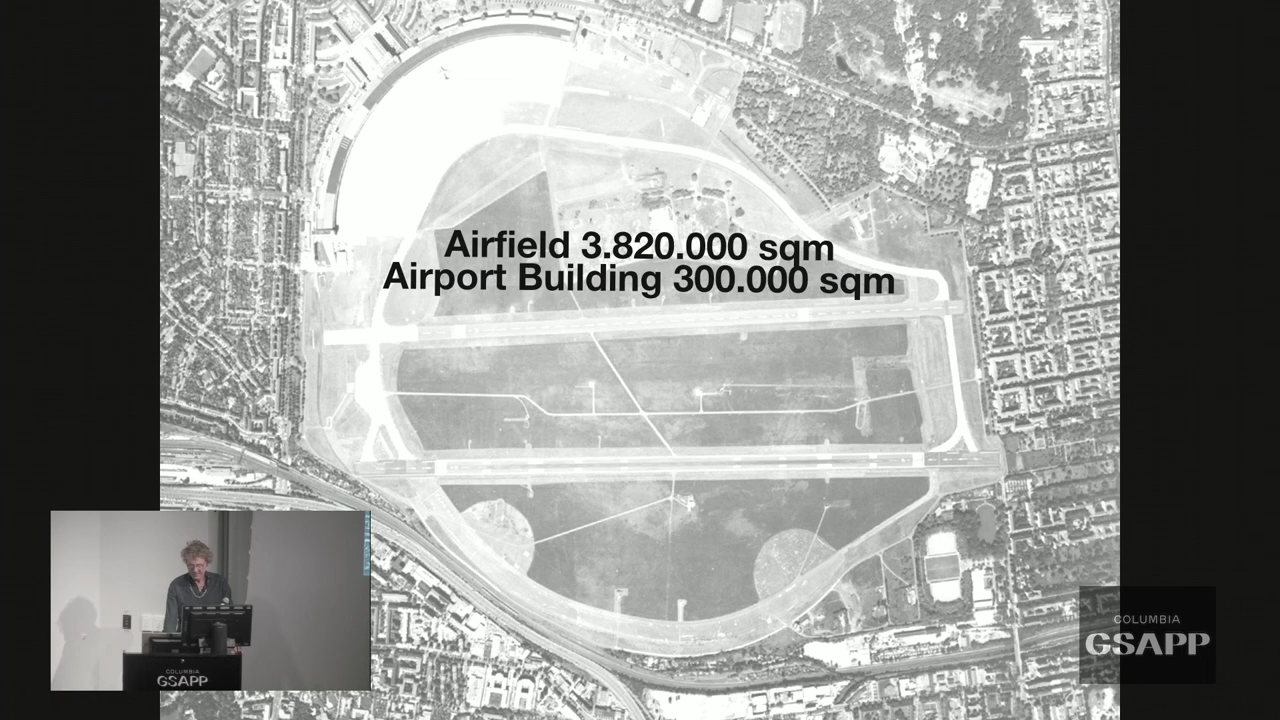 Airfield 3.820.000 sqm
Airport Building 300.000 sqm
COLUMBIA
GSAPP
COLUMBIA
GSAPP